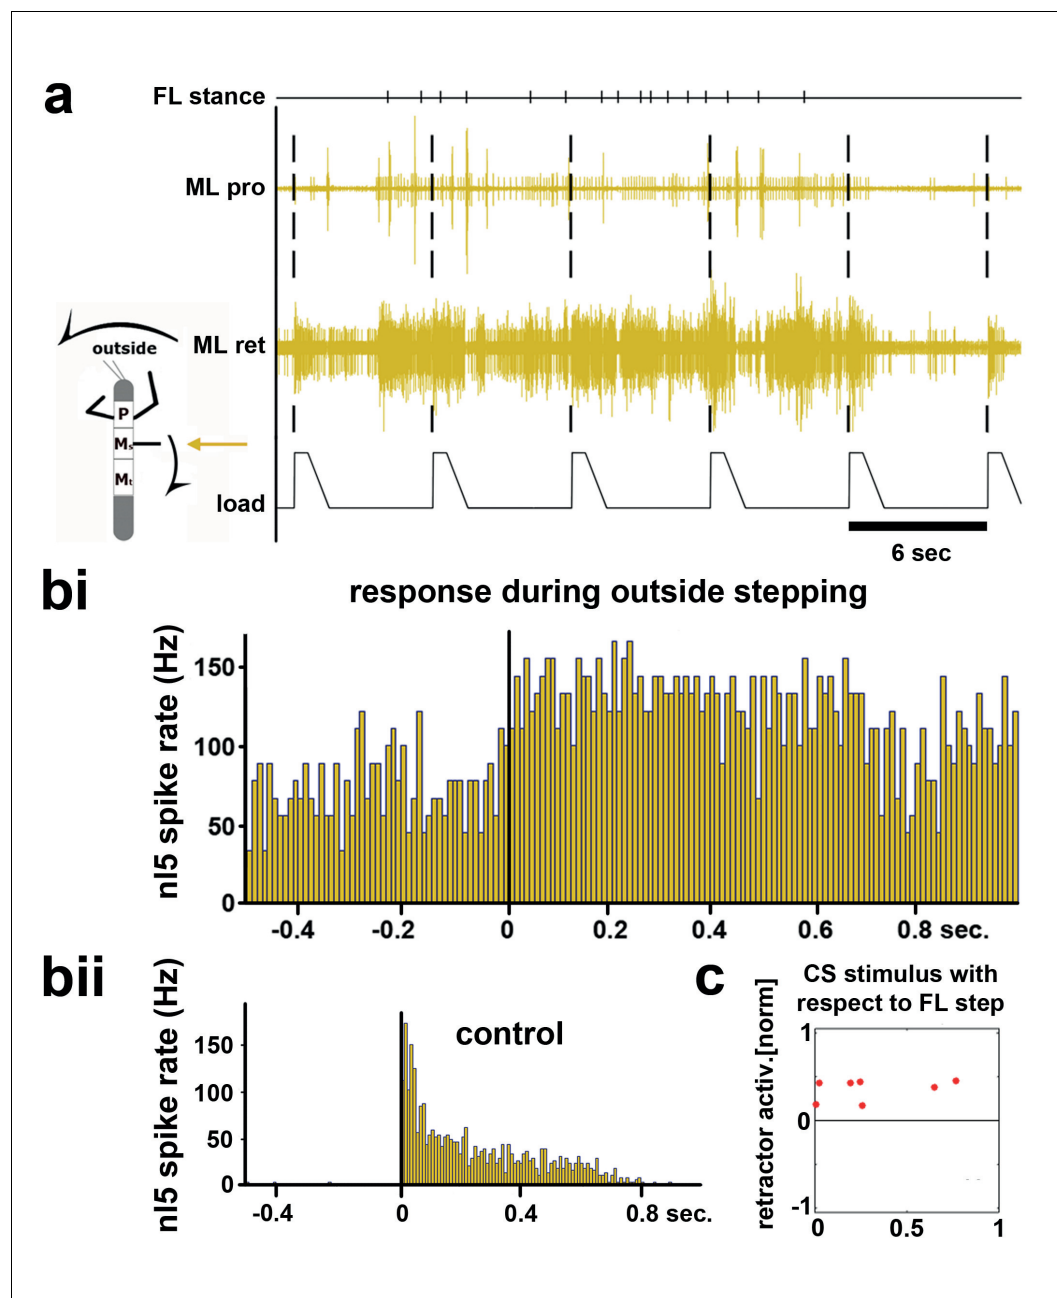 a
FL stance
ML pro
ML ret
outside
P
Ms
Mt
load
6 sec
bi
response during outside stepping
nl5 spike rate (Hz)
150
100
50
0
-0.4 -0.2 0 0.2 0.4 0.6 0.8 sec.
bii
control
nl5 spike rate (Hz)
150
100
50
0
-0.4 0 0.4 0.8 sec.
c
CS stimulus with
respect to FL step
retractor activ.[norm]
1
0
-1
0 0.5 1